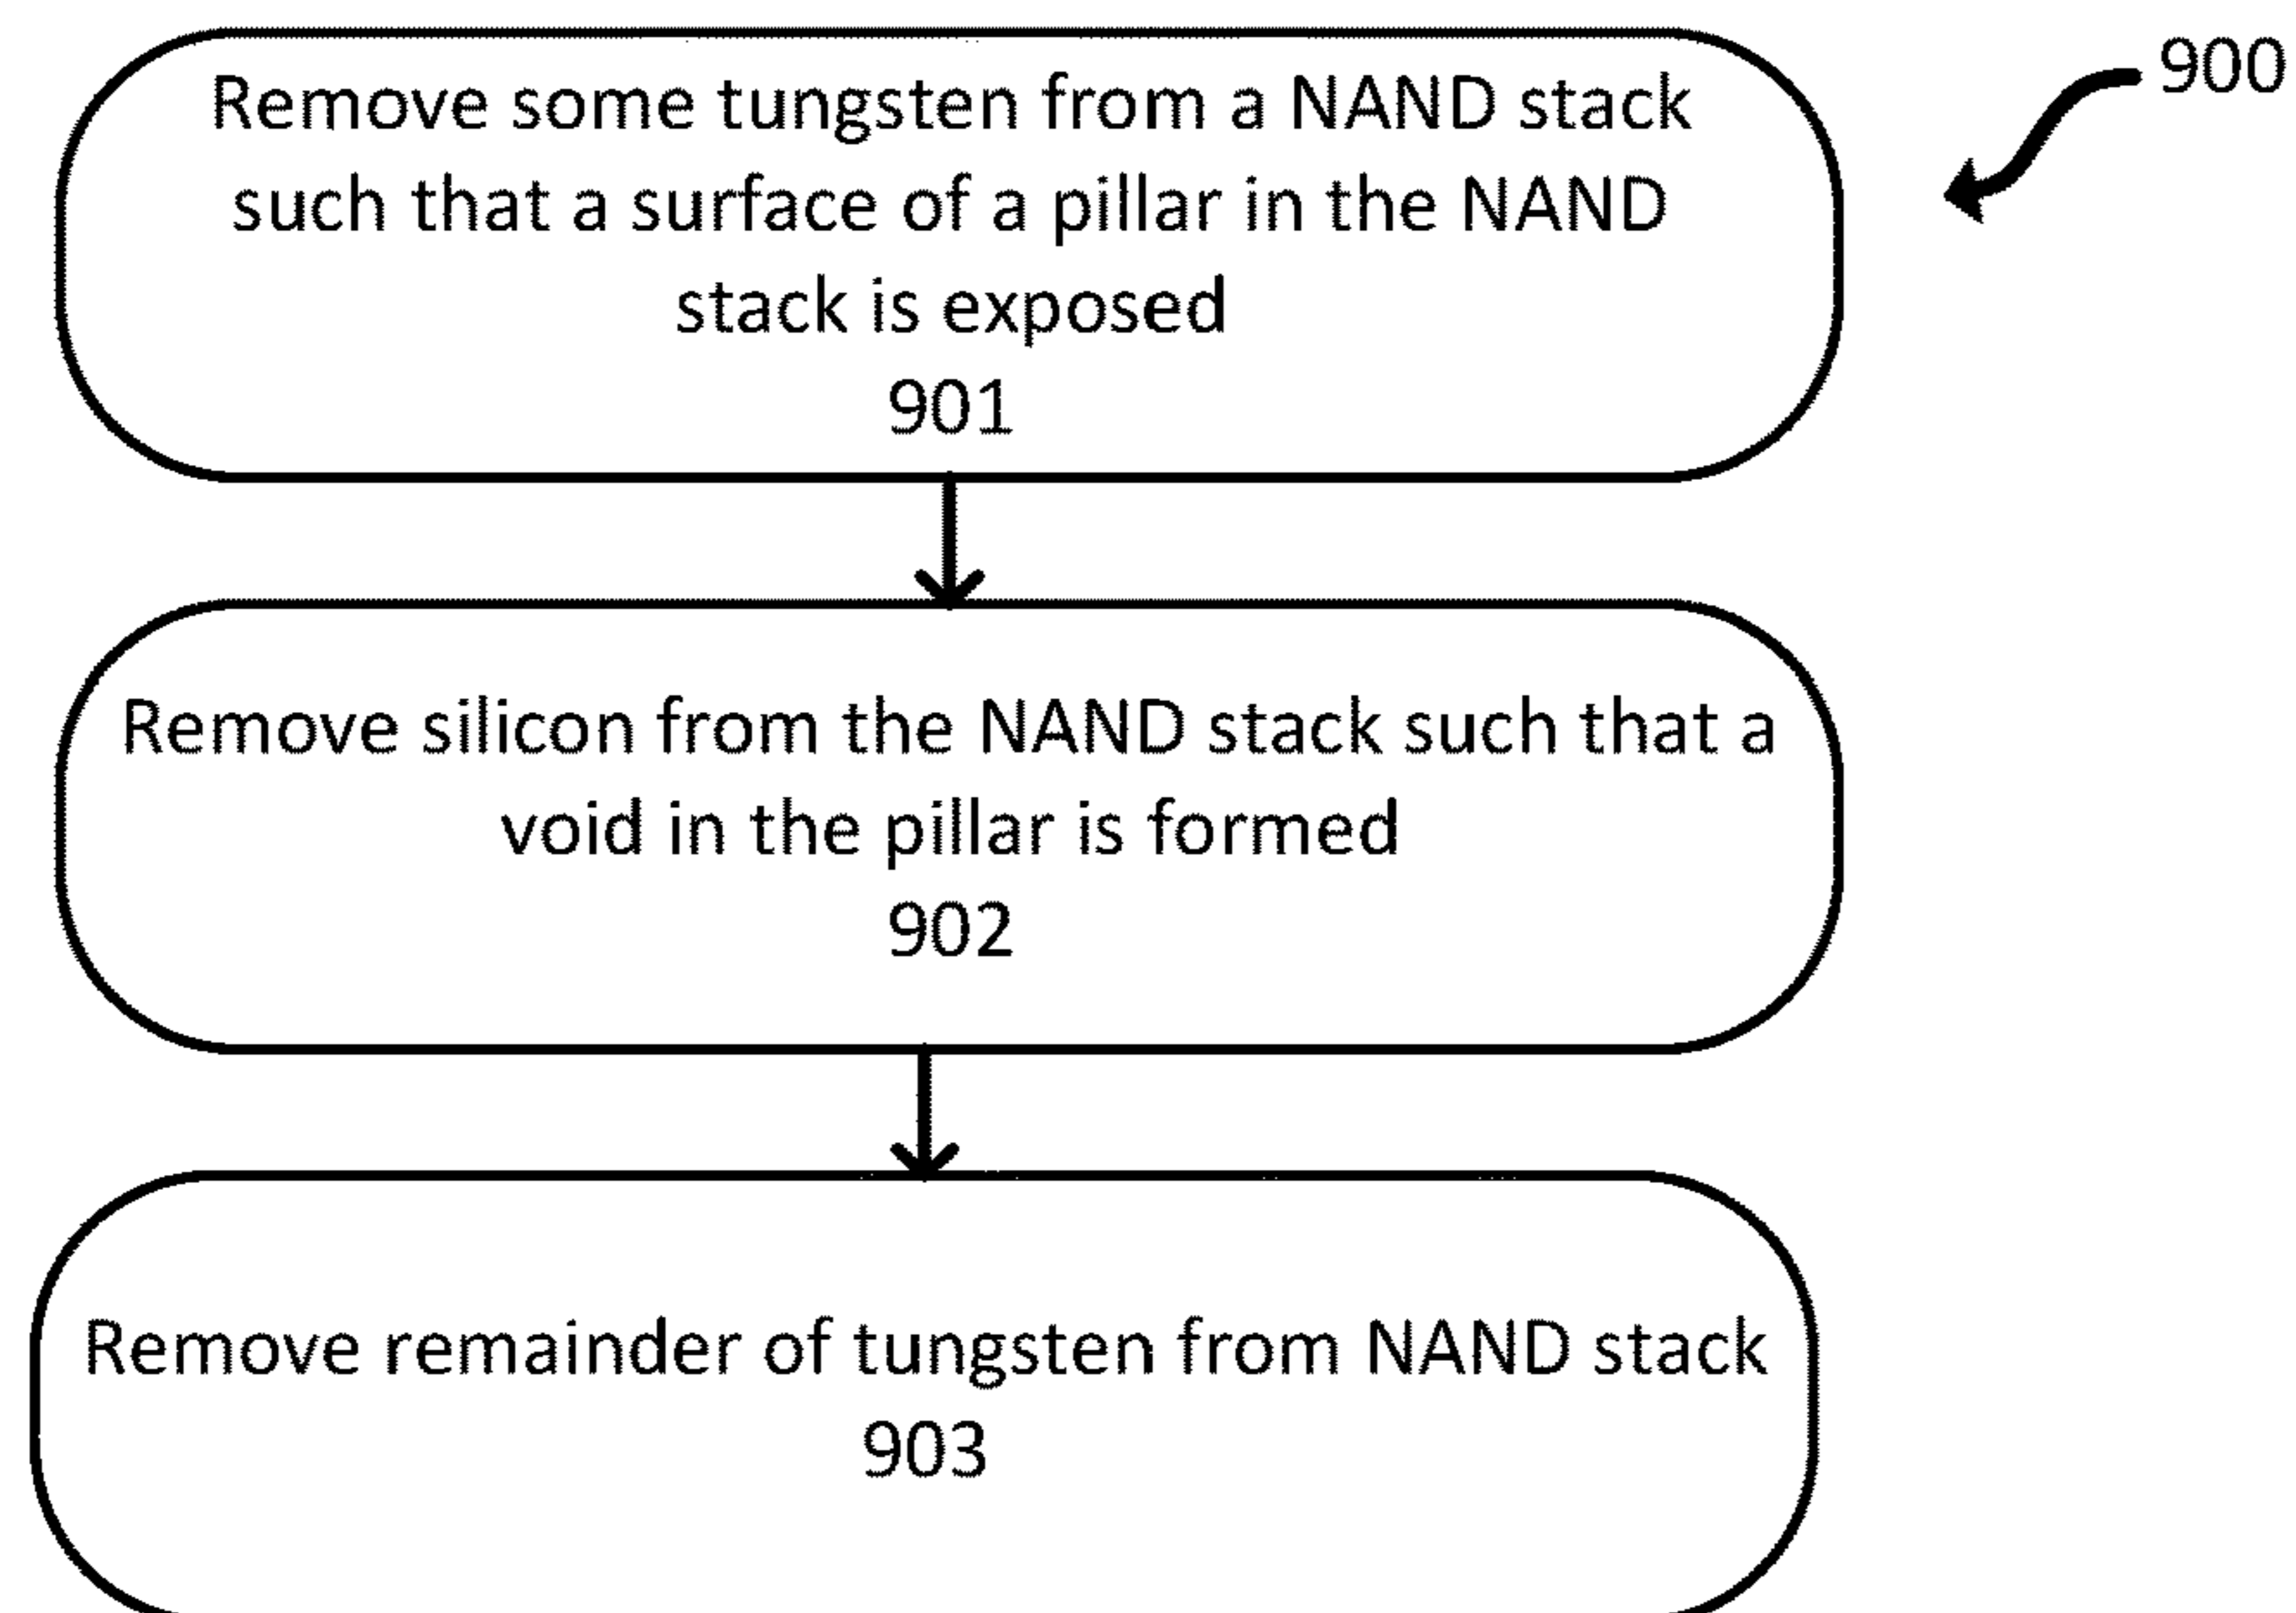 900
Remove some tungsten from a NAND stack
such that a surface of a pillar in the NAND
stack is exposed
901
Remove silicon from the NAND stack such that a
void in the pillar is formed
902
Remove remainder of tungsten from NAND stack
903